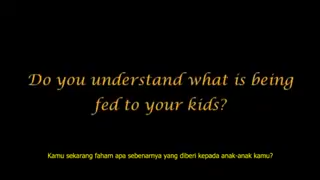 Do you understand what is being
fed to your kids?
Kamu sekarang faham apa sebenarnya yang diberi kepada anak-anak kamu?